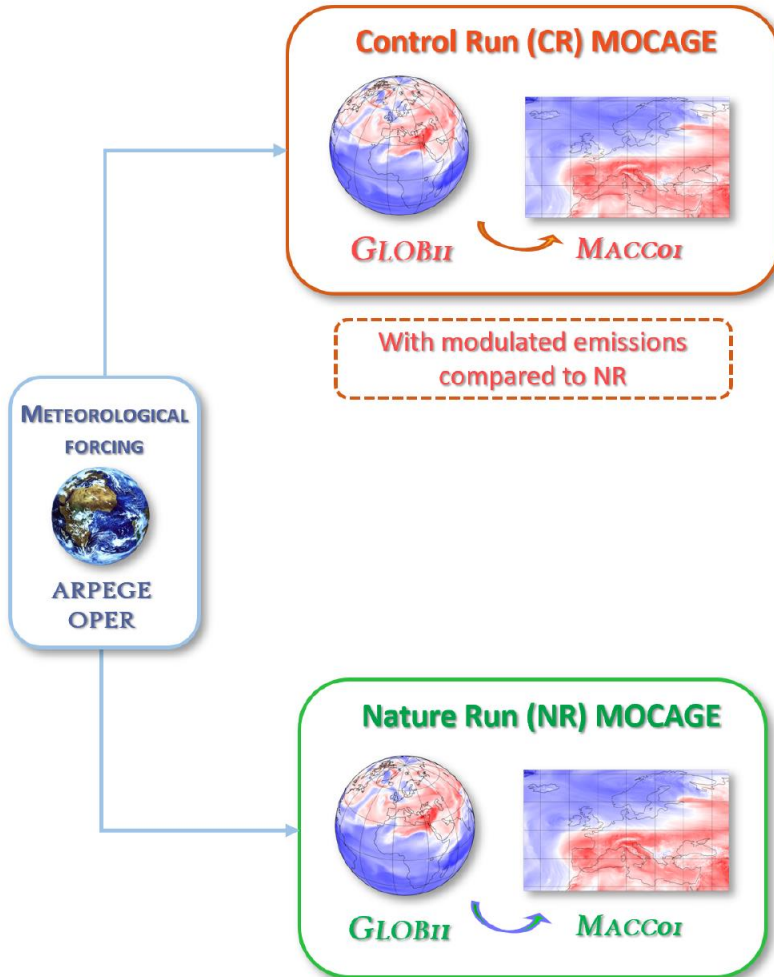 Control Run (CR) MOCAGE
GLOB11
MACC01
With modulated emissions
compared to NR
METEOROLOGICAL
FORCING
ARPEGE
OPER
Nature Run (NR) MOCAGE
GLOB11
MACC01